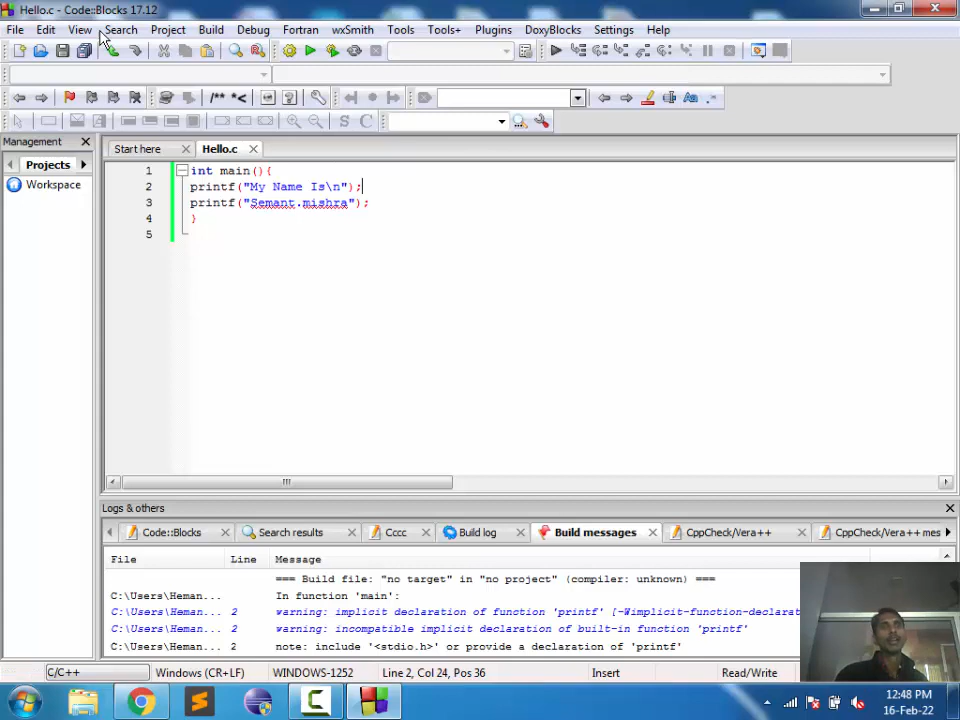 Hello.c - Code::Blocks 17.12
File Edit View Search Project Build Debug Fortran wxSmith Tools Tools+ Plugins DoxyBlocks Settings Help
/** *<
Aa .*
S C
Management
Projects
Workspace
Start here Hello.c
1 int main(){
2 printf("My Name Is\n");
3 printf("Semant.mishra");
4 }
5
Logs & others
Code::Blocks Search results Cccc Build log Build messages CppCheck/Vera++ CppCheck/Vera++ mes
File Line Message
=== Build file: "no target" in "no project" (compiler: unknown) ===
C:\Users\Heman... In function 'main':
C:\Users\Heman... 2 warning: implicit declaration of function 'printf' [-Wimplicit-function-declarat
C:\Users\Heman... 2 warning: incompatible implicit declaration of built-in function 'printf'
C:\Users\Heman... 2 note: include '<stdio.h>' or provide a declaration of 'printf'
C/C++ Windows (CR+LF) WINDOWS-1252 Line 2, Col 24, Pos 36 Insert Read/Write
12:48 PM
16-Feb-22